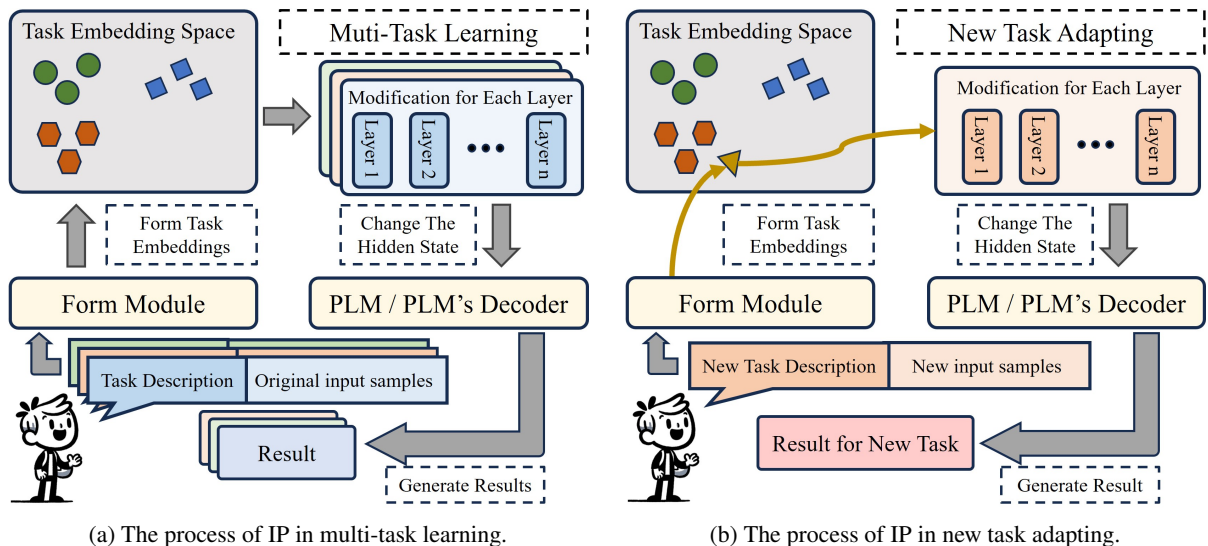 Task Embedding Space
Muti-Task Learning
Modification for Each Layer
Layer 1
Layer 2
Layer n
Form Task
Embeddings
Change The
Hidden State
Form Module
PLM / PLM's Decoder
Task Description
Original input samples
Result
Generate Results
(a) The process of IP in multi-task learning.
Task Embedding Space
New Task Adapting
Modification for Each Layer
Layer 1
Layer 2
Layer n
Form Task
Embeddings
Change The
Hidden State
Form Module
PLM / PLM's Decoder
New Task Description
New input samples
Result for New Task
Generate Result
(b) The process of IP in new task adapting.